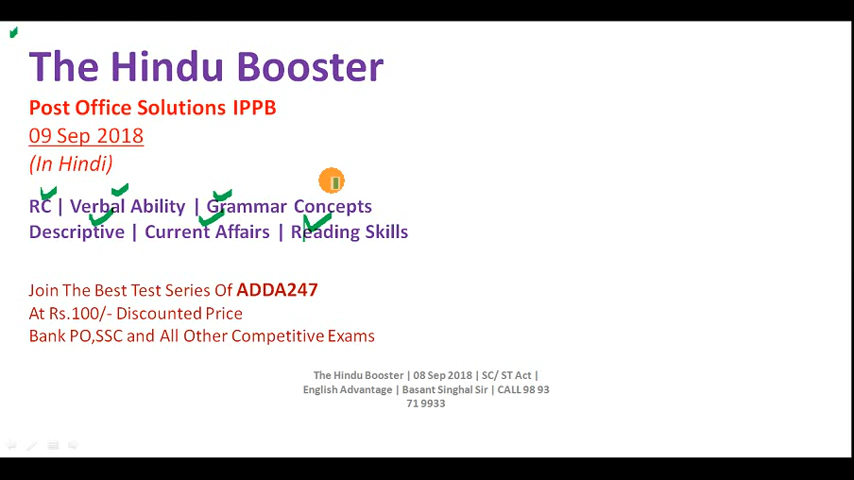 The Hindu Booster
Post Office Solutions IPPB
09 Sep 2018
(In Hindi)
RC | Verbal Ability | Grammar Concepts
Descriptive | Current Affairs | Reading Skills
Join The Best Test Series Of ADDA247
At Rs.100/- Discounted Price
Bank PO,SSC and All Other Competitive Exams
The Hindu Booster | 08 Sep 2018 | SC/ ST Act |
English Advantage | Basant Singhal Sir | CALL 98 93
71 9933